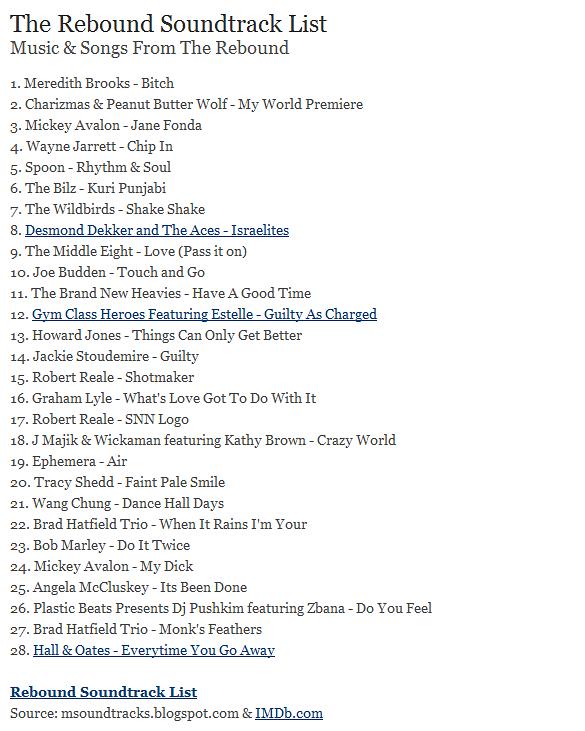 The Rebound Soundtrack List
Music & Songs From The Rebound
1. Meredith Brooks - Bitch
2. Charizmas & Peanut Butter Wolf - My World Premiere
3. Mickey Avalon - Jane Fonda
4. Wayne Jarrett - Chip In
5. Spoon - Rhythm & Soul
6. The Bilz - Kuri Punjabi
7. The Wildbirds - Shake Shake
8. Desmond Dekker and The Aces - Israelites
9. The Middle Eight - Love (Pass it on)
10. Joe Budden - Touch and Go
11. The Brand New Heavies - Have A Good Time
12. Gym Class Heroes Featuring Estelle - Guilty As Charged
13. Howard Jones - Things Can Only Get Better
14. Jackie Stoudemire - Guilty
15. Robert Reale - Shotmaker
16. Graham Lyle - What's Love Got To Do With It
17. Robert Reale - SNN Logo
18. J Majik & Wickaman featuring Kathy Brown - Crazy World
19. Ephemera - Air
20. Tracy Shedd - Faint Pale Smile
21. Wang Chung - Dance Hall Days
22. Brad Hatfield Trio - When It Rains I'm Your
23. Bob Marley - Do It Twice
24. Mickey Avalon - My Dick
25. Angela McCluskey - Its Been Done
26. Plastic Beats Presents Dj Pushkim featuring Zbana - Do You Feel
27. Brad Hatfield Trio - Monk's Feathers
28. Hall & Oates - Everytime You Go Away
Rebound Soundtrack List
Source: msoundtracks.blogspot.com & IMDb.com